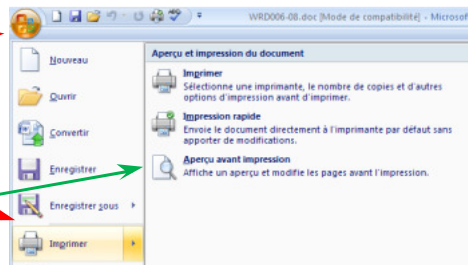 WRD006-08.doc [Mode de compatibilité] - Microsoft
Nouveau
Ouvrir
Convertir
Enregistrer
Enregistrer sous
Imprimer
Aperçu et impression du document
Imprimer
Sélectionne une imprimante, le nombre de copies et d'autres
options d'impression avant d'imprimer.
Impression rapide
Envoie le document directement à l'imprimante par défaut sans
apporter de modifications.
Aperçu avant impression
Affiche un aperçu et modifie les pages avant l'impression.